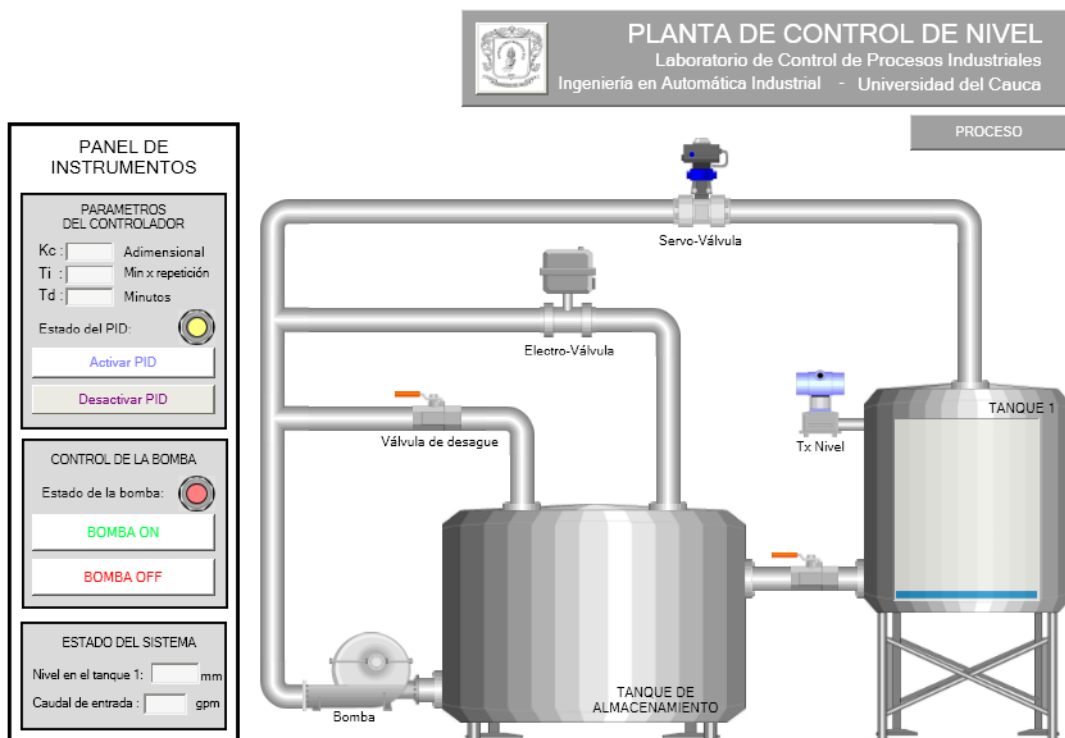 PLANTA DE CONTROL DE NIVEL
Laboratorio de Control de Procesos Industriales
Ingeniería en Automática Industrial - Universidad del Cauca
PROCESO
PANEL DE
INSTRUMENTOS
PARAMETROS
DEL CONTROLADOR
Kc : Adimensional
Ti : Min x repetición
Td : Minutos
Estado del PID:
Activar PID
Desactivar PID
CONTROL DE LA BOMBA
Estado de la bomba:
BOMBA ON
BOMBA OFF
ESTADO DEL SISTEMA
Nivel en el tanque 1: mm
Caudal de entrada : gpm
Servo-Válvula
Electro-Válvula
Válvula de desague
Tx Nivel
TANQUE 1
TANQUE DE
ALMACENAMIENTO
Bomba